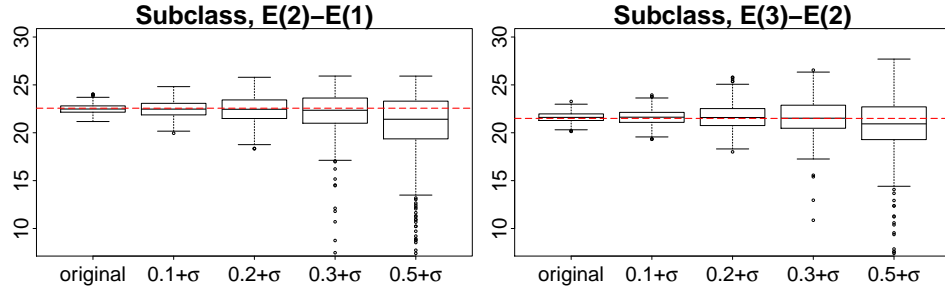 Subclass, E(2)−E(1)
30
25
20
15
10
original 0.1+σ 0.2+σ 0.3+σ 0.5+σ
Subclass, E(3)−E(2)
30
25
20
15
10
original 0.1+σ 0.2+σ 0.3+σ 0.5+σ